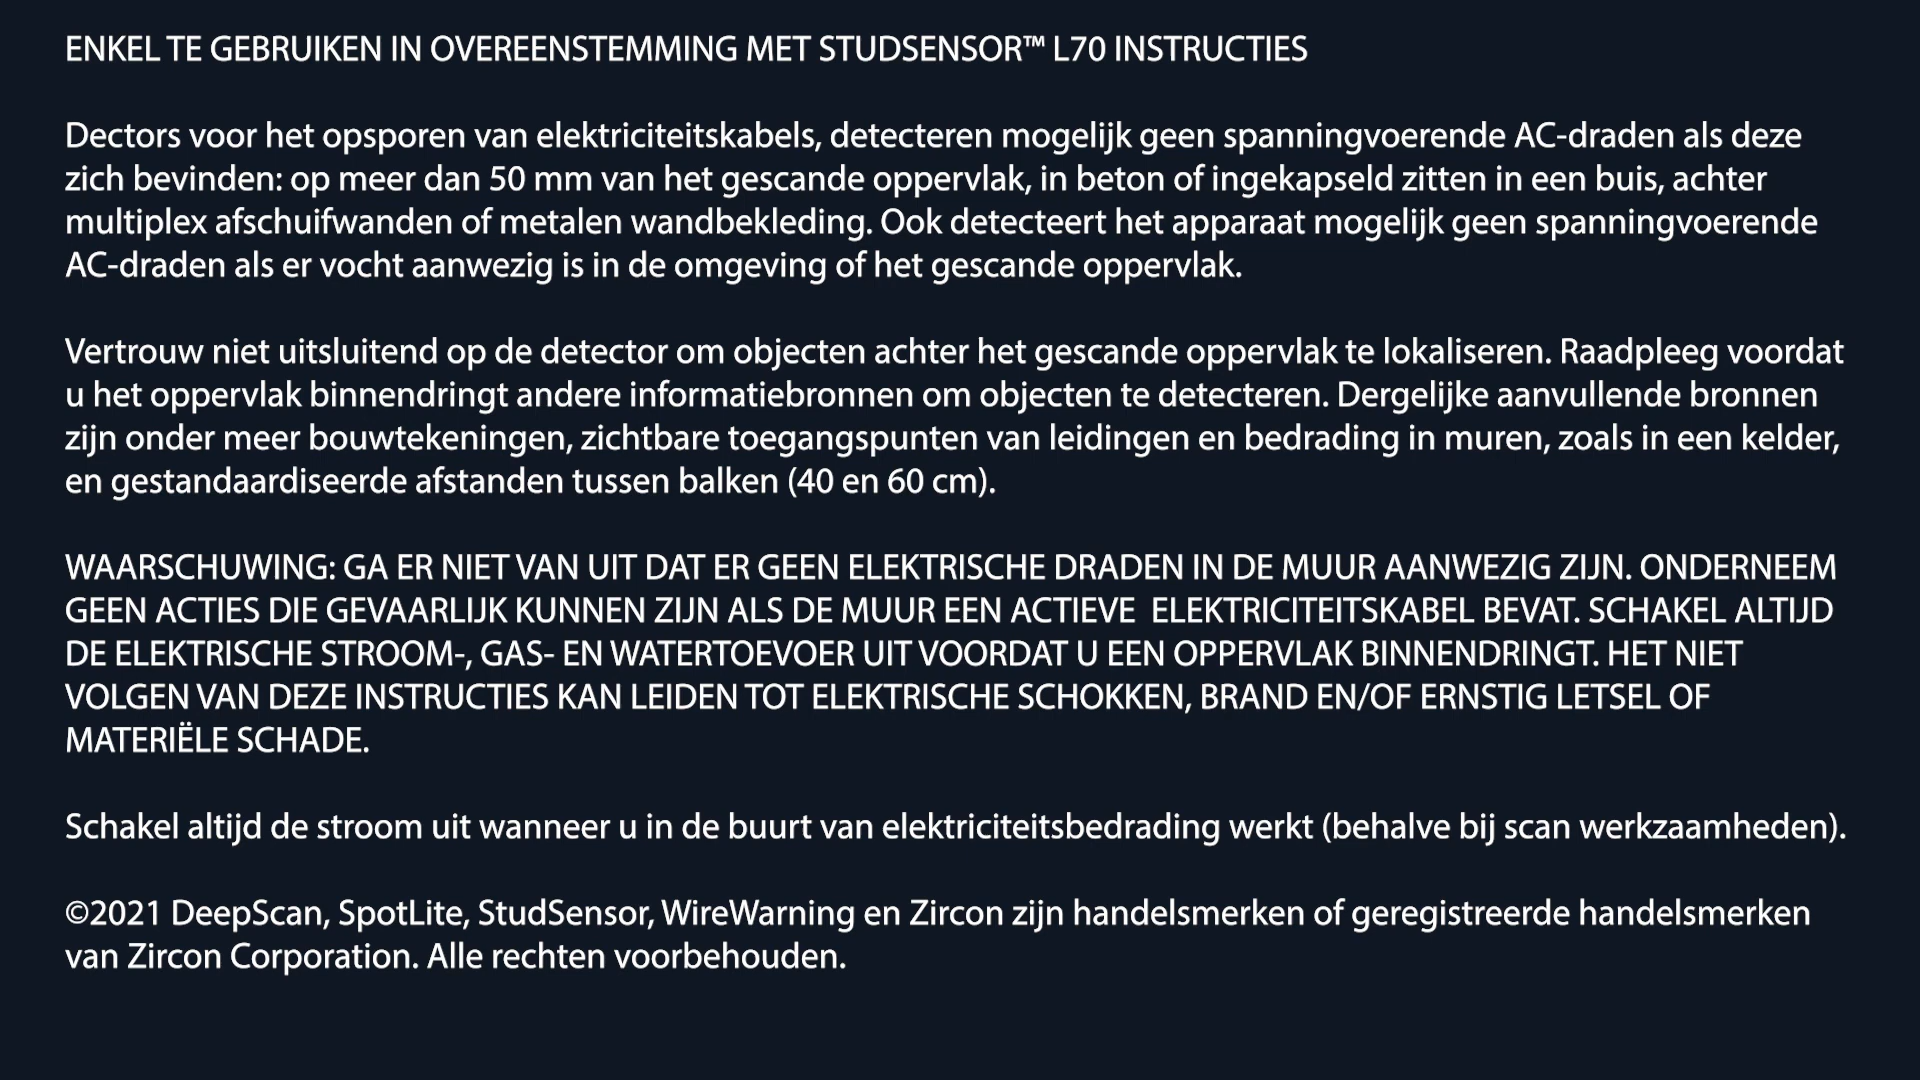 ENKEL TE GEBRUIKEN IN OVEREENSTEMMING MET STUDSENSOR™ L70 INSTRUCTIES
Dectors voor het opsporen van elektriciteitskabels, detecteren mogelijk geen spanningvoerende AC-draden als deze
zich bevinden: op meer dan 50 mm van het gescande oppervlak, in beton of ingekapseld zitten in een buis, achter
multiplex afschuifwanden of metalen wandbekleding. Ook detecteert het apparaat mogelijk geen spanningvoerende
AC-draden als er vocht aanwezig is in de omgeving of het gescande oppervlak.
Vertrouw niet uitsluitend op de detector om objecten achter het gescande oppervlak te lokaliseren. Raadpleeg voordat
u het oppervlak binnendringt andere informatiebronnen om objecten te detecteren. Dergelijke aanvullende bronnen
zijn onder meer bouwtekeningen, zichtbare toegangspunten van leidingen en bedrading in muren, zoals in een kelder,
en gestandaardiseerde afstanden tussen balken (40 en 60 cm).
WAARSCHUWING: GA ER NIET VAN UIT DAT ER GEEN ELEKTRISCHE DRADEN IN DE MUUR AANWEZIG ZIJN. ONDERNEEM
GEEN ACTIES DIE GEVAARLIJK KUNNEN ZIJN ALS DE MUUR EEN ACTIEVE  ELEKTRICITEITSKABEL BEVAT. SCHAKEL ALTIJD
DE ELEKTRISCHE STROOM-, GAS- EN WATERTOEVOER UIT VOORDAT U EEN OPPERVLAK BINNENDRINGT. HET NIET
VOLGEN VAN DEZE INSTRUCTIES KAN LEIDEN TOT ELEKTRISCHE SCHOKKEN, BRAND EN/OF ERNSTIG LETSEL OF
MATERIËLE SCHADE.
Schakel altijd de stroom uit wanneer u in de buurt van elektriciteitsbedrading werkt (behalve bij scan werkzaamheden).
©2021 DeepScan, SpotLite, StudSensor, WireWarning en Zircon zijn handelsmerken of geregistreerde handelsmerken
van Zircon Corporation. Alle rechten voorbehouden.